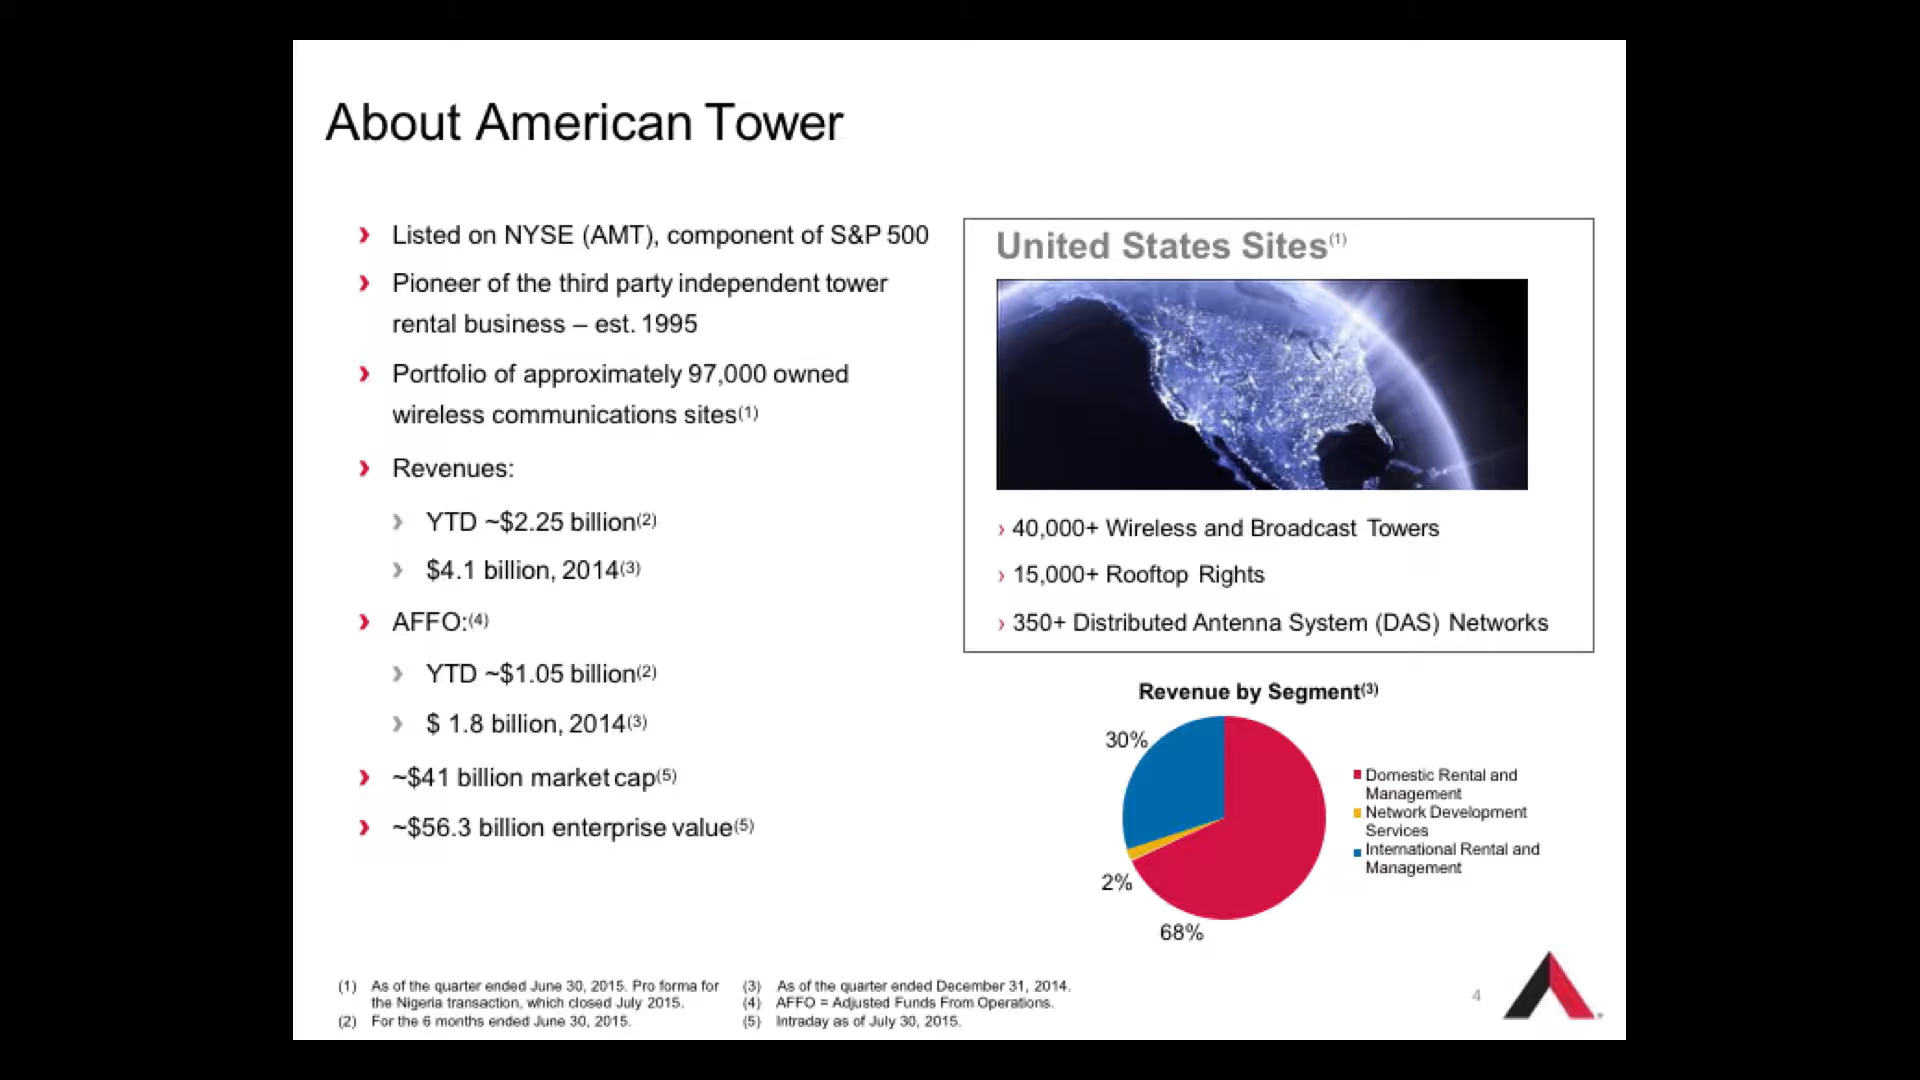 About American Tower
› Listed on NYSE (AMT), component of S&P 500
› Pioneer of the third party independent tower
rental business – est. 1995
› Portfolio of approximately 97,000 owned
wireless communications sites(1)
› Revenues:
› YTD ~$2.25 billion(2)
› $4.1 billion, 2014(3)
› AFFO:(4)
› YTD ~$1.05 billion(2)
› $ 1.8 billion, 2014(3)
› ~$41 billion market cap(5)
› ~$56.3 billion enterprise value(5)
United States Sites(1)
› 40,000+ Wireless and Broadcast Towers
› 15,000+ Rooftop Rights
› 350+ Distributed Antenna System (DAS) Networks
Revenue by Segment(3)
30%
2%
68%
Domestic Rental and
Management
Network Development
Services
International Rental and
Management
(1) As of the quarter ended June 30, 2015. Pro forma for
the Nigeria transaction, which closed July 2015.
(2) For the 6 months ended June 30, 2015.
(3) As of the quarter ended December 31, 2014.
(4) AFFO = Adjusted Funds From Operations.
(5) Intraday as of July 30, 2015.
4